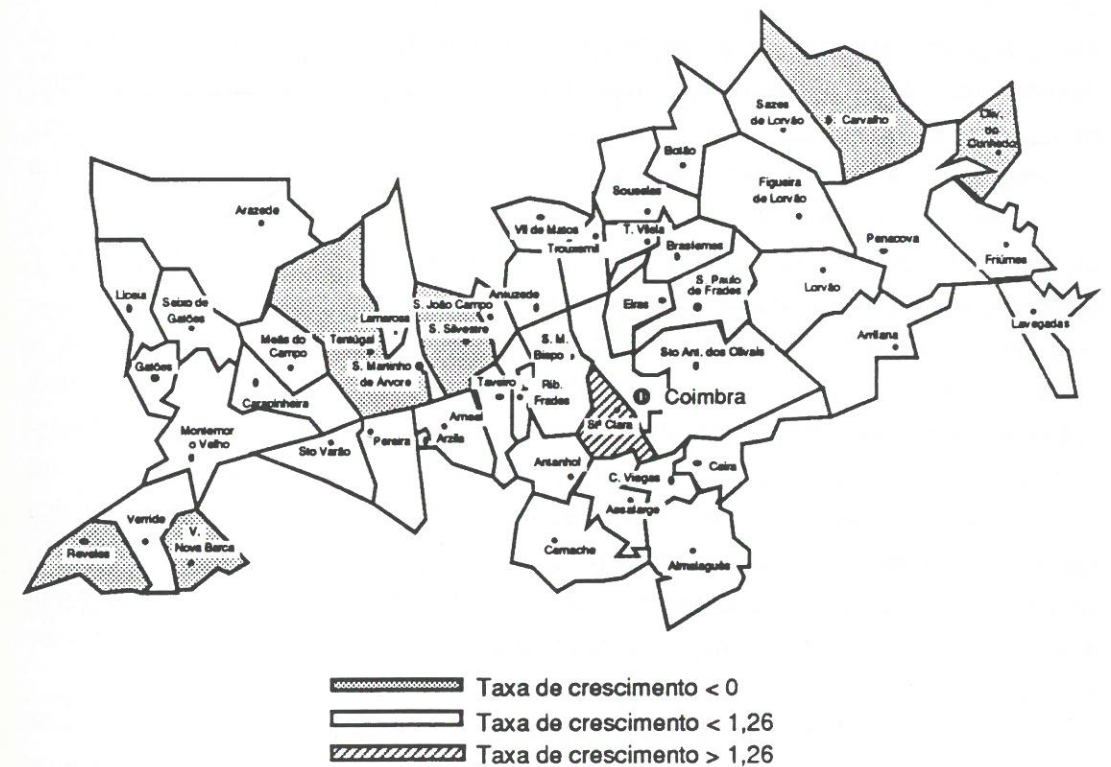 Sazes
de Lorvão
Carvalho
Oliv.
do
Cunhedo
Botão
Souselas
Figueira
de Lorvão
Arazede
Vil de Matos
Trouxemil
T. Vilela
Brasfemes
Penacova
Friúmes
Liceia
Seixo de
Gatões
Lamarosa
S. João Campo
S. Silvestre
Antuzede
Eiras
S. Paulo
de Frades
Lorvão
Lavegadas
Meãs do
Campo
Tentúgal
S. Martinho
de Árvore
S. M.
Bispo
Sto Ant. dos Olivais
Gatões
Carapinheira
Taveiro
Rib.
Frades
Coimbra
Stª Clara
Montemor
o Velho
Sto Varão
Pereira
Ameal
Arzila
Antanhol
C. Viegas
Ceira
Assafarge
Verride
V.
Nova Barca
Reveles
Cernache
Almalaguês
Taxa de crescimento < 0
Taxa de crescimento < 1,26
Taxa de crescimento > 1,26